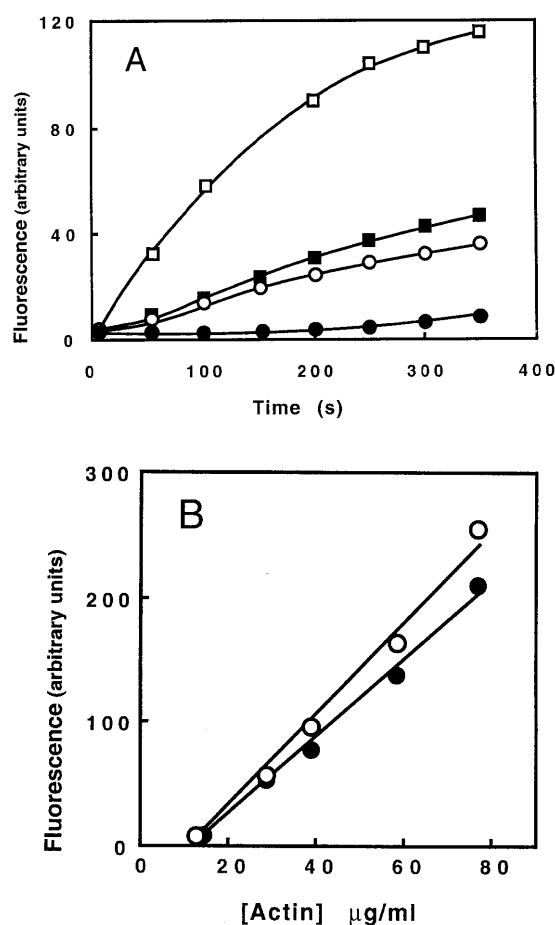 120
A
80
40
0
Fluorescence (arbitrary units)
0 100 200 300 400
Time (s)
300
B
200
100
0
Fluorescence (arbitrary units)
0 20 40 60 80
[Actin] μg/ml